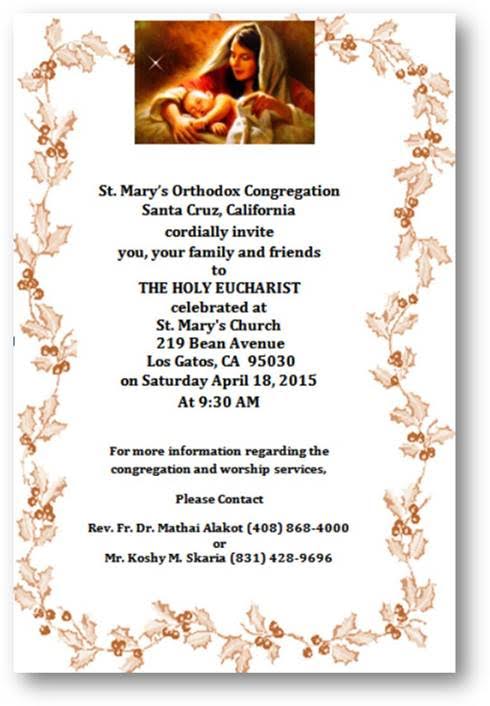 St. Mary's Orthodox Congregation
Santa Cruz, California
cordially invite
you, your family and friends
to
THE HOLY EUCHARIST
celebrated at
St. Mary's Church
219 Bean Avenue
Los Gatos, CA 95030
on Saturday April 18, 2015
At 9:30 AM
For more information regarding the
congregation and worship services,
Please Contact
Rev. Fr. Dr. Mathai Alakot (408) 868-4000
or
Mr. Koshy M. Skaria (831) 428-9696